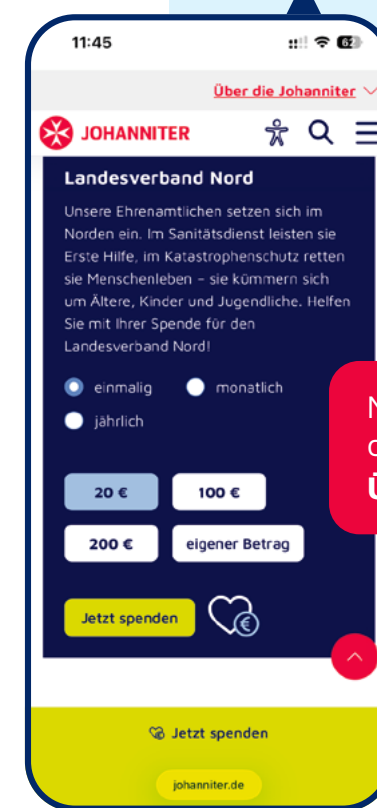 11:45
62
Über die Johanniter
JOHANNITER
Landesverband Nord
Unsere Ehrenamtlichen setzen sich im
Norden ein. Im Sanitätsdienst leisten sie
Erste Hilfe, im Katastrophenschutz retten
sie Menschenleben – sie kümmern sich
um Ältere, Kinder und Jugendliche. Helfen
Sie mit Ihrer Spende für den
Landesverband Nord!
einmalig monatlich
jährlich
20 € 100 €
200 € eigener Betrag
Jetzt spenden
Jetzt spenden
johanniter.de